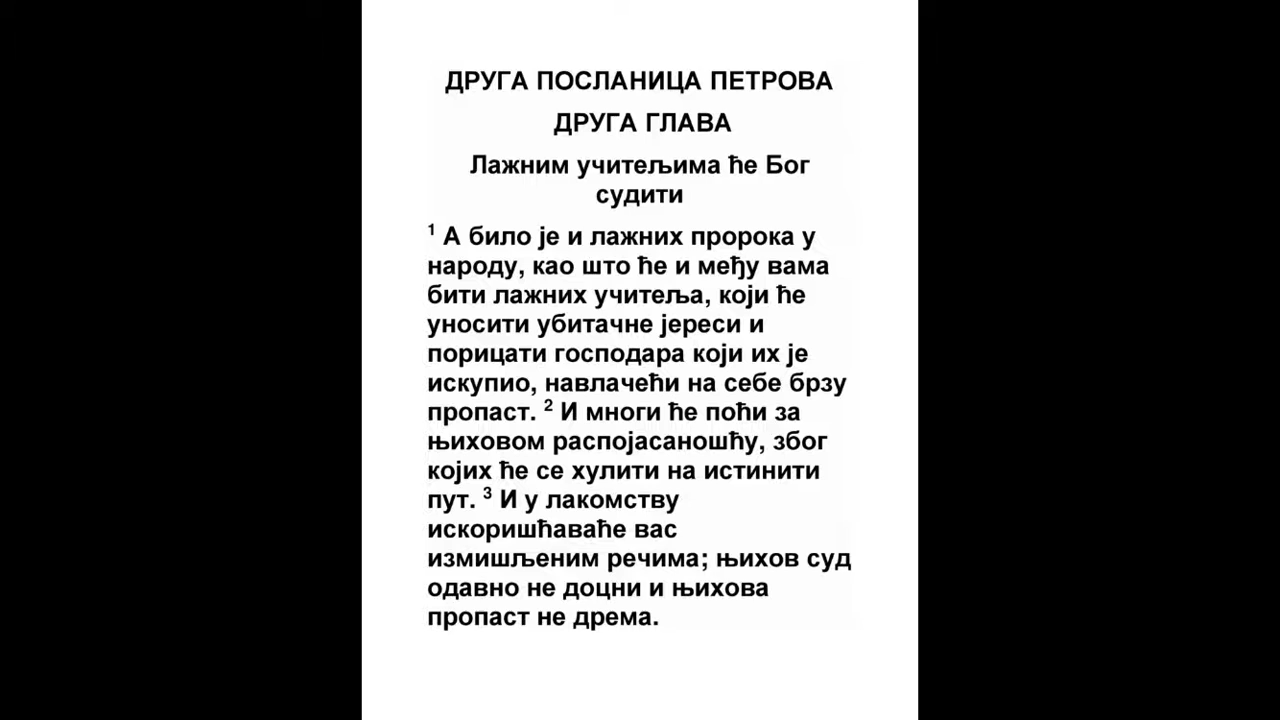 ДРУГА ПОСЛАНИЦА ПЕТРОВА
ДРУГА ГЛАВА
Лажним учитељима ће Бог
судити
¹ А било је и лажних пророка у
народу, као што ће и међу вама
бити лажних учитеља, који ће
уносити убитачне јереси и
порицати господара који их је
искупио, навлачећи на себе брзу
пропаст. ² И многи ће поћи за
њиховом распојасаношћу, због
којих ће се хулити на истинити
пут. ³ И у лакомству
искоришћаваће вас
измишљеним речима; њихов суд
одавно не доцни и њихова
пропаст не дрема.